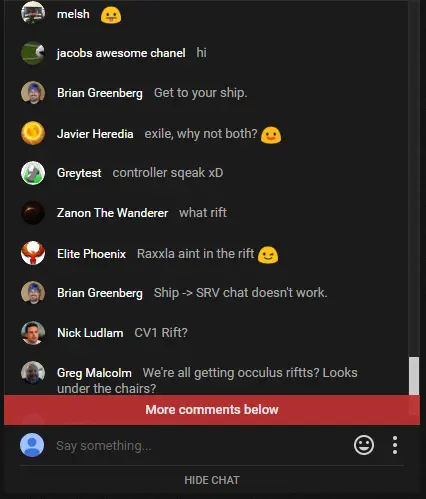 melsh
jacobs awesome chanel hi
Brian Greenberg Get to your ship.
Javier Heredia exile, why not both?
Greytest controller sqeak xD
Zanon The Wanderer what rift
Elite Phoenix Raxxla aint in the rift
Brian Greenberg Ship -> SRV chat doesn't work.
Nick Ludlam CV1 Rift?
Greg Malcolm We're all getting occulus riftts? Looks
under the chairs?
More comments below
Say something...
HIDE CHAT